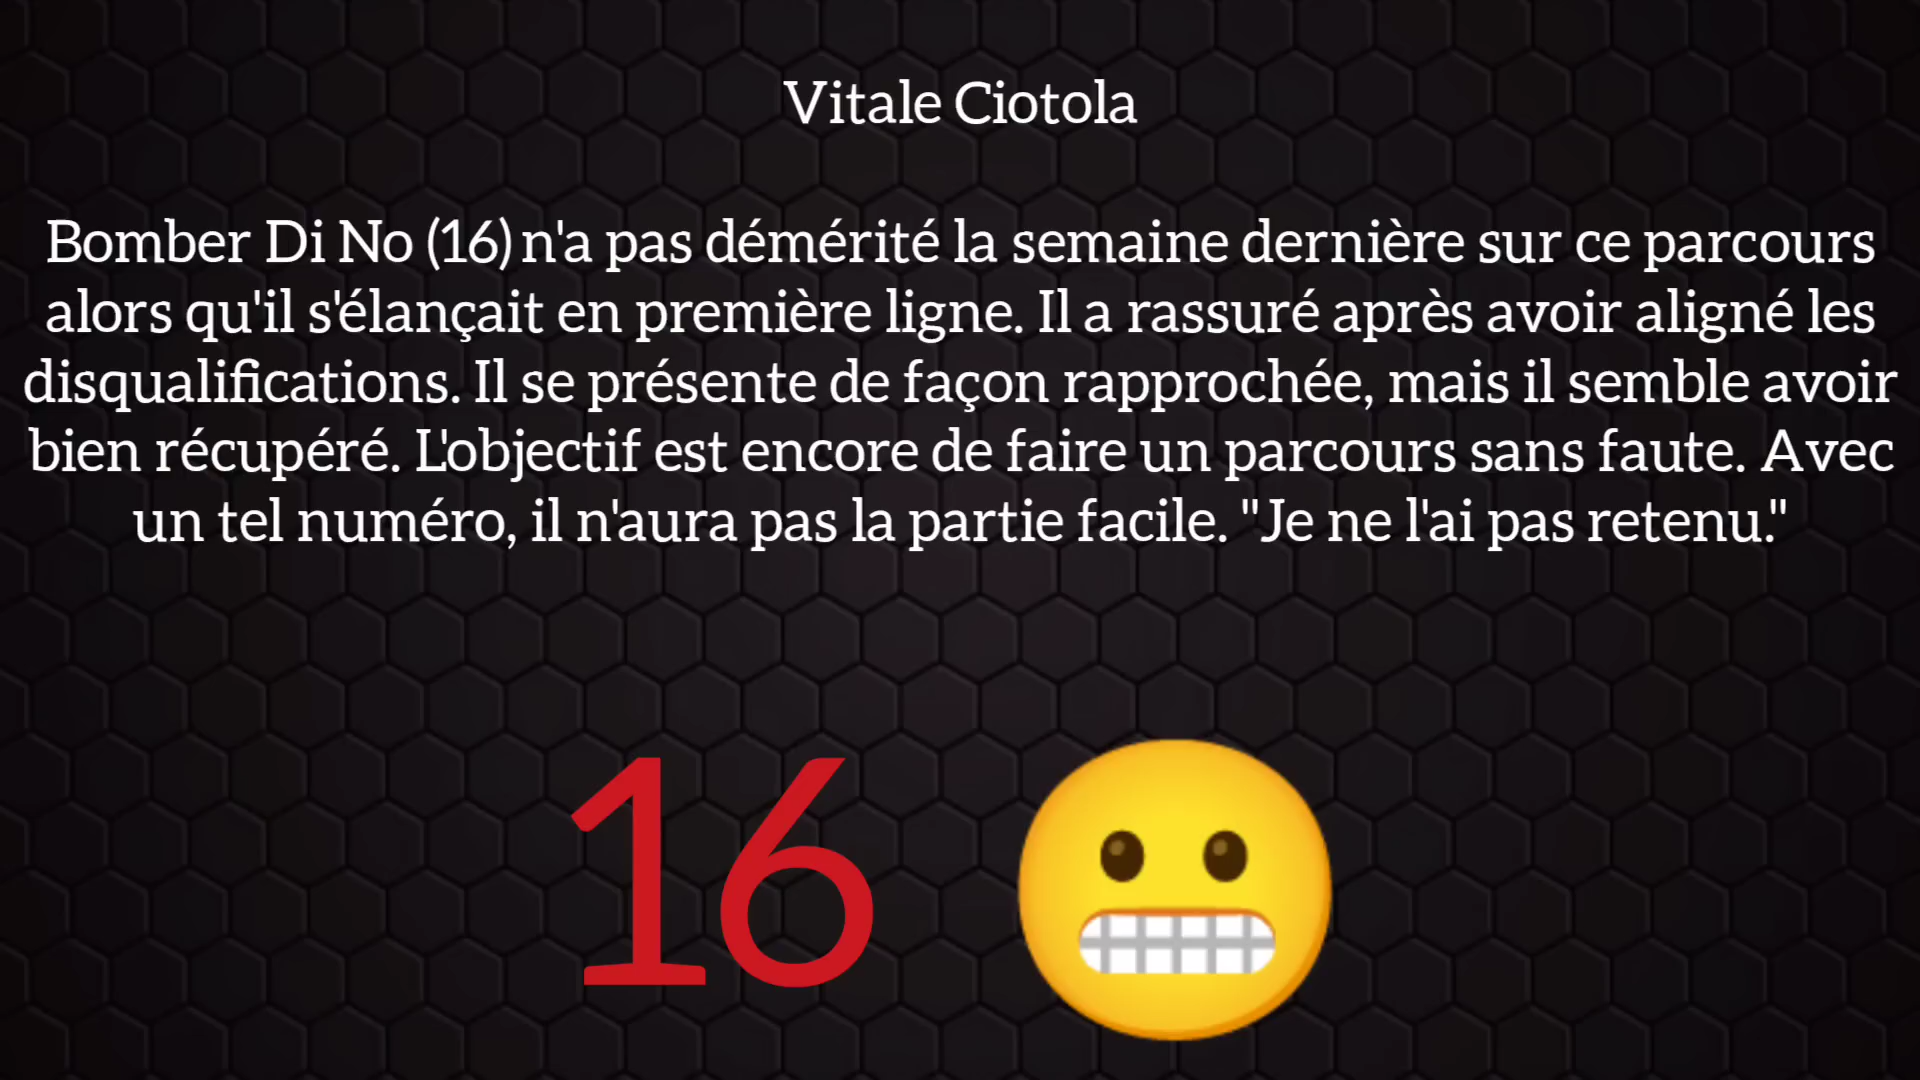 Vitale Ciotola
Bomber Di No (16) n'a pas démérité la semaine dernière sur ce parcours
alors qu'il s'élançait en première ligne. Il a rassuré après avoir aligné les
disqualifications. Il se présente de façon rapprochée, mais il semble avoir
bien récupéré. L'objectif est encore de faire un parcours sans faute. Avec
un tel numéro, il n'aura pas la partie facile. "Je ne l'ai pas retenu."
16